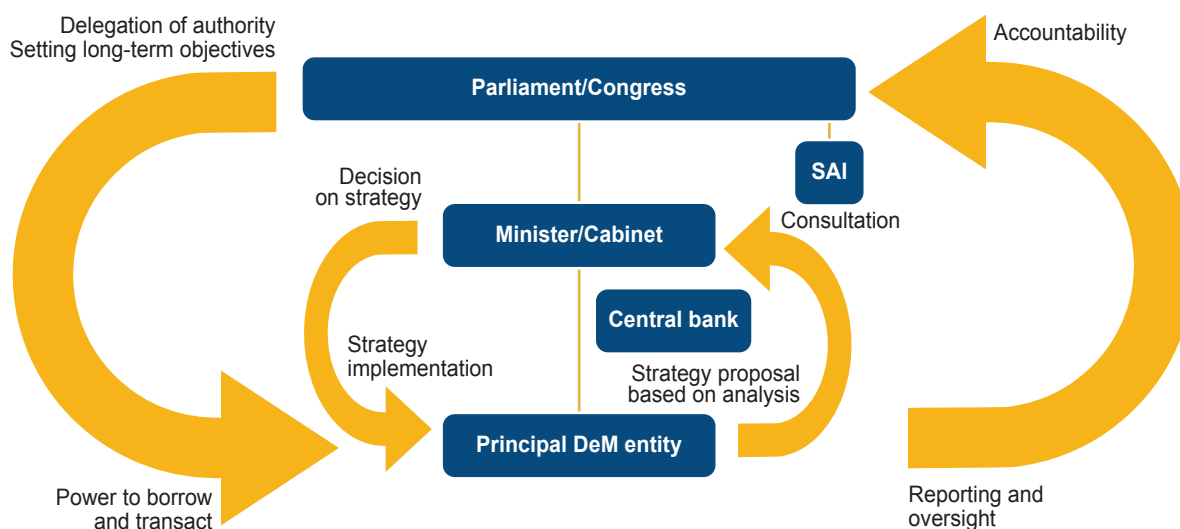 Delegation of authority
Setting long-term objectives
Accountability
Parliament/Congress
SAI
Consultation
Decision
on strategy
Minister/Cabinet
Central bank
Strategy
implementation
Strategy proposal
based on analysis
Principal DeM entity
Power to borrow
and transact
Reporting and
oversight